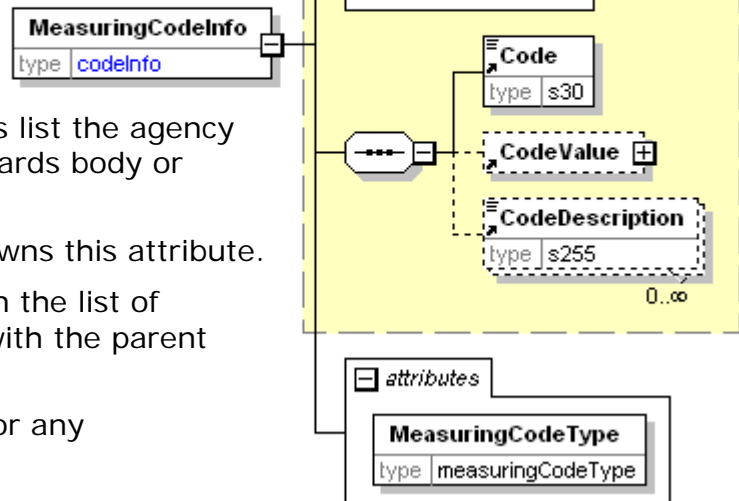 MeasuringCodeInfo
type codeInfo
s list the agency
ards body or
wns this attribute.
n the list of
with the parent
or any
Code
type s30
CodeValue
CodeDescription
type s255
0..∞
attributes
MeasuringCodeType
type measuringCodeType